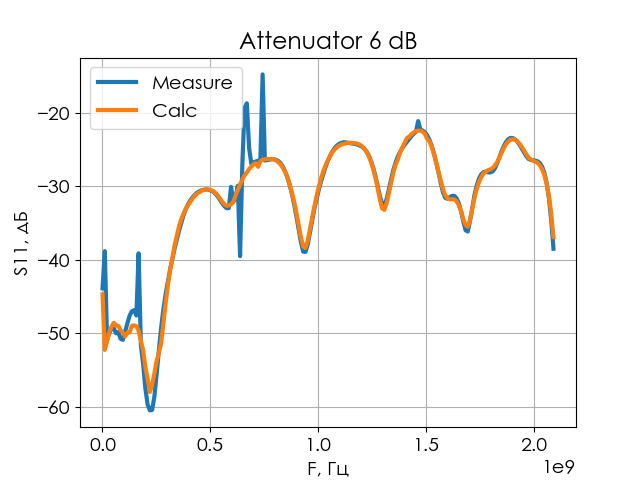 Attenuator 6 dB
Measure
Calc
−20
−30
−40
−50
−60
S11, дБ
0.0 0.5 1.0 1.5 2.0
1e9
F, Гц